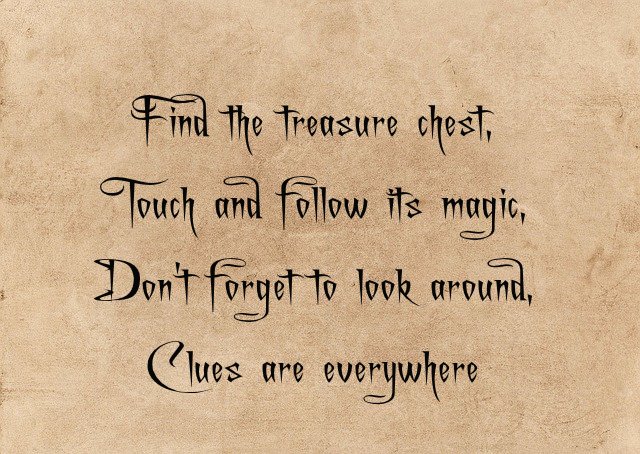 Find the treasure chest,
Touch and follow its magic,
Don't forget to look around,
Clues are everywhere